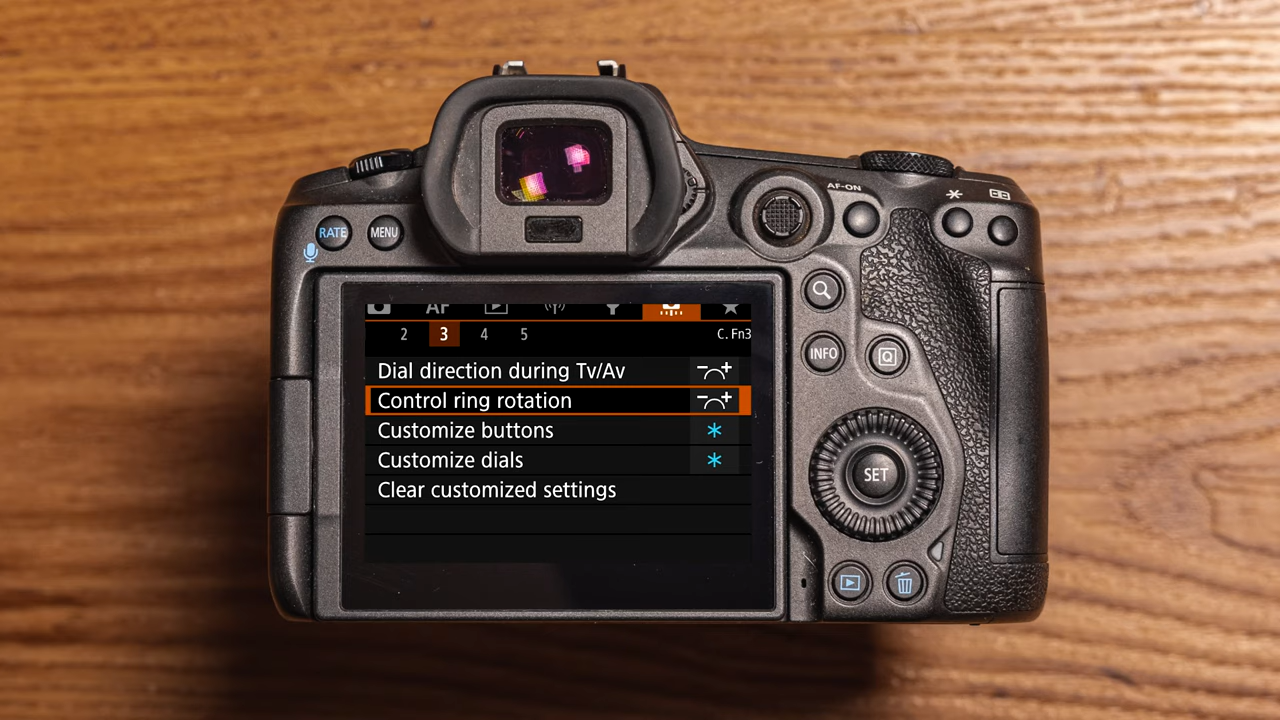 AF-ON
RATE
MENU
AF
2 3 4 5 C.Fn3
Dial direction during Tv/Av
Control ring rotation
Customize buttons
Customize dials
Clear customized settings
INFO
Q
SET